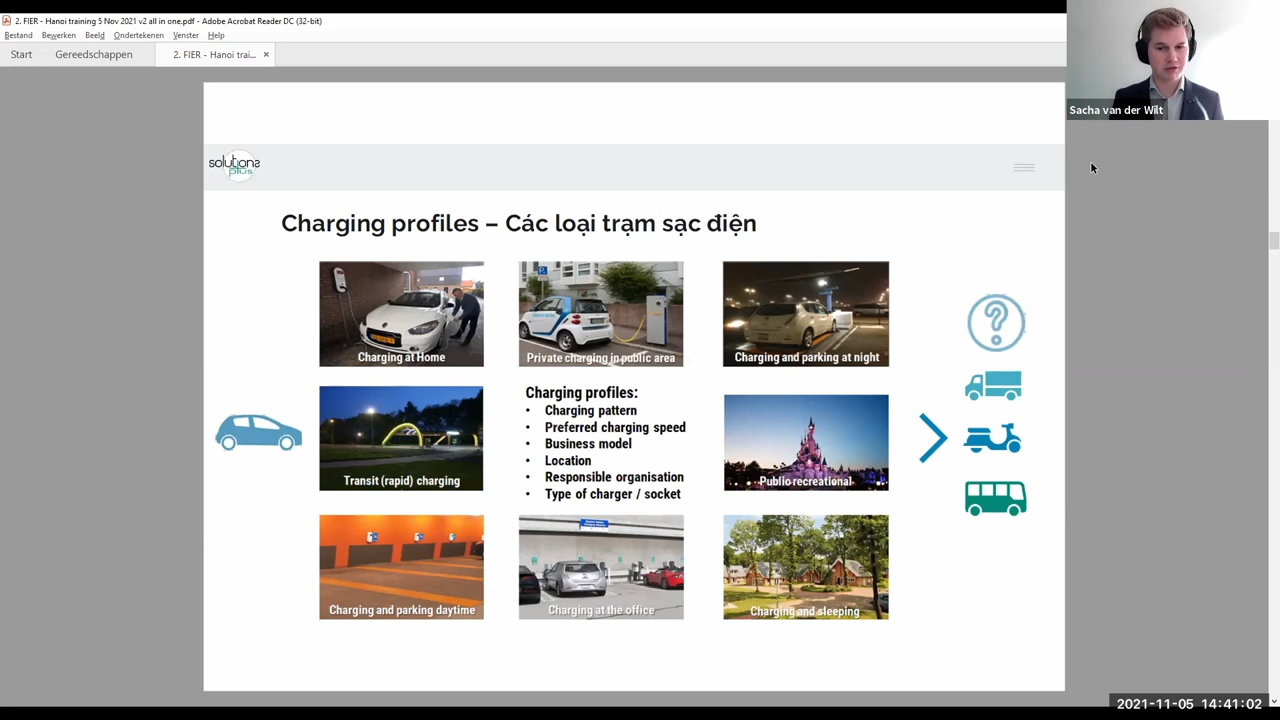 2. FIER - Hanoi training 5 Nov 2021 v2 all in one.pdf - Adobe Acrobat Reader DC (32-bit)
Bestand Bewerken Beeld Ondertekenen Venster Help
Start Gereedschappen 2. FIER - Hanoi trai... ×
Sacha van der Wilt
solutions
plus
Charging profiles – Các loại trạm sạc điện
Charging at Home
Private charging in public area
Charging and parking at night
Transit (rapid) charging
Charging profiles:
• Charging pattern
• Preferred charging speed
• Business model
• Location
• Responsible organisation
• Type of charger / socket
Public recreational
Charging and parking daytime
Charging at the office
Charging and sleeping
2021-11-05 14:41:02